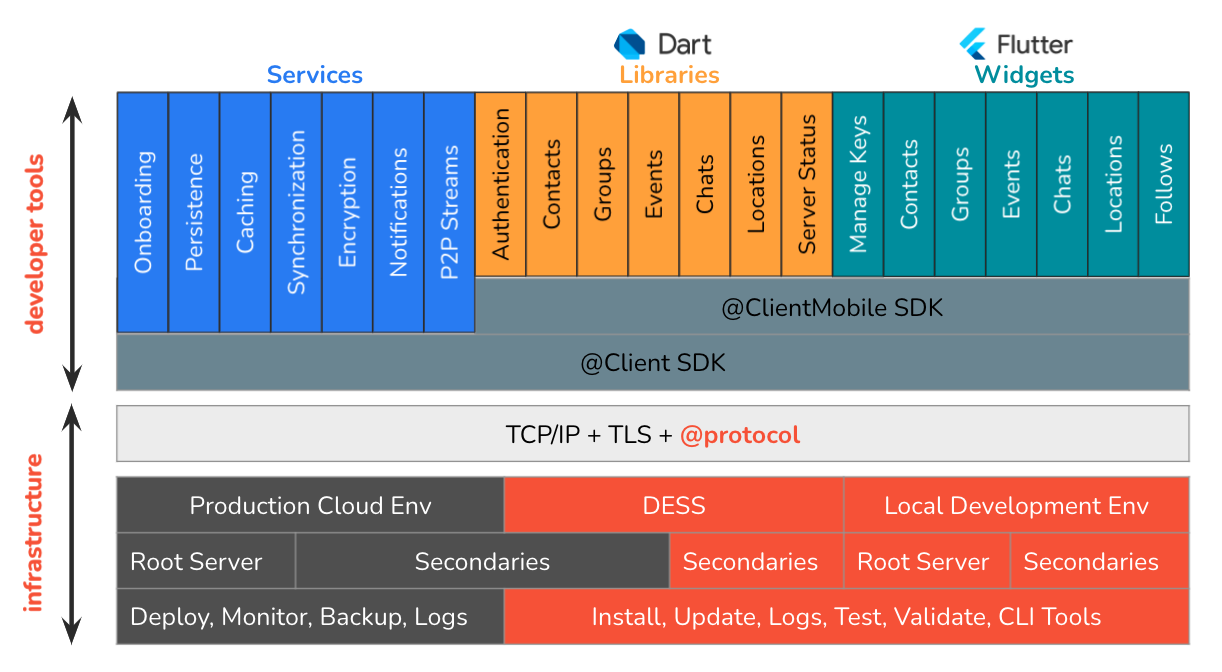 Dart
Flutter
Services
Libraries
Widgets
developer tools
Onboarding
Persistence
Caching
Synchronization
Encryption
Notifications
P2P Streams
Authentication
Contacts
Groups
Events
Chats
Locations
Server Status
Manage Keys
Contacts
Groups
Events
Chats
Locations
Follows
@ClientMobile SDK
@Client SDK
infrastructure
TCP/IP + TLS + @protocol
Production Cloud Env
DESS
Local Development Env
Root Server
Secondaries
Secondaries
Root Server
Secondaries
Deploy, Monitor, Backup, Logs
Install, Update, Logs, Test, Validate, CLI Tools